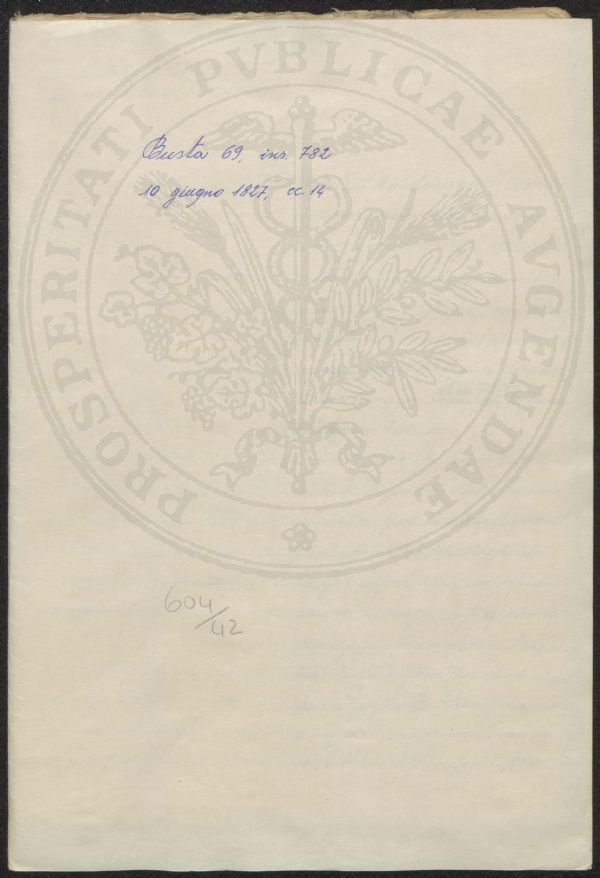 PROSPERITATI PVBLICAE AVGENDAE
Busta 69, ins. 782
10 giugno 1827, cc. 14
604/42